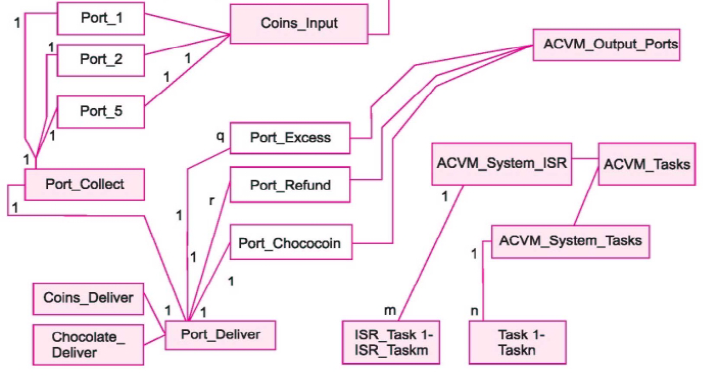 1
Port_1
Coins_Input
ACVM_Output_Ports
1
Port_2
1
1
Port_5
1
q
Port_Excess
1
Port_Collect
ACVM_System_ISR
ACVM_Tasks
r
Port_Refund
1
1
1
Port_Chococoin
ACVM_System_Tasks
1
1
1
Coins_Deliver
1
1
m
n
Chocolate_
Deliver
Port_Deliver
ISR_Task 1-
ISR_Taskm
Task 1-
Taskn